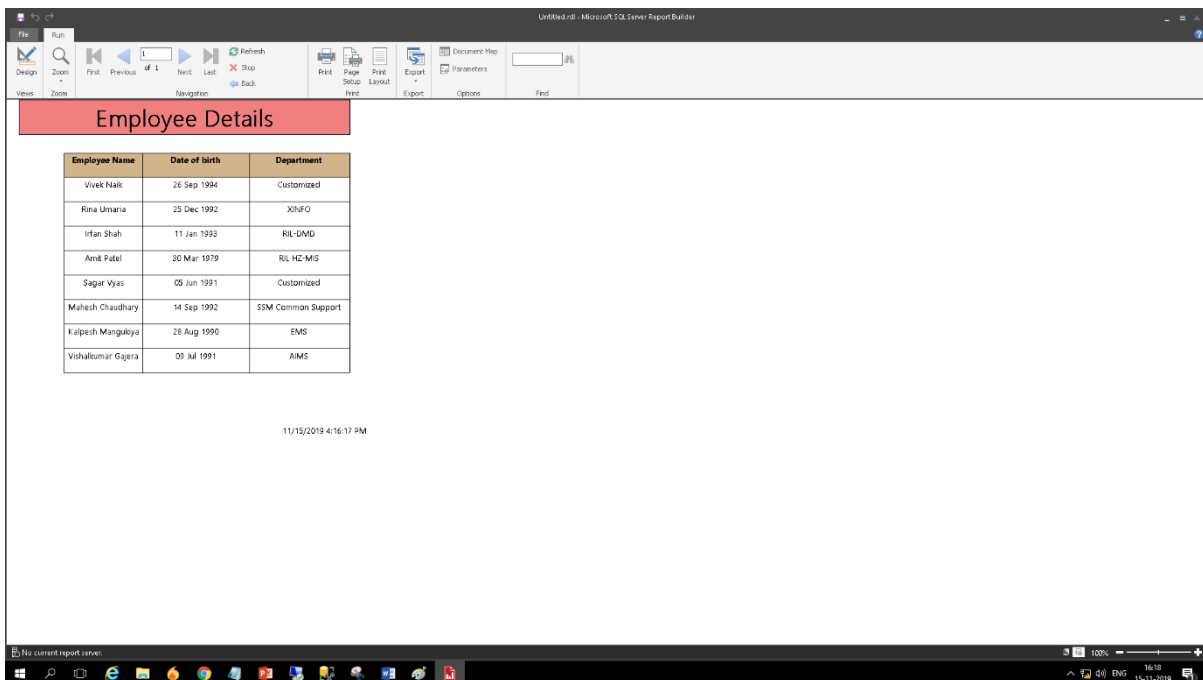 Untitled.rdl - Microsoft SQL Server Report Builder
File Run
Design
Zoom
First
Previous
1
of 1
Next
Last
Refresh
Stop
Back
Print
Page Setup
Print Layout
Export
Document Map
Parameters
Views
Zoom
Navigation
Print
Export
Options
Find
Employee Details
Employee Name Date of birth Department
Vivek Naik 26 Sep 1994 Customized
Rina Umaria 25 Dec 1992 XINFO
Irfan Shah 11 Jan 1993 RIL-DMD
Amit Patel 30 Mar 1979 RIL HZ-MIS
Sagar Vyas 05 Jun 1991 Customized
Mahesh Chaudhary 14 Sep 1992 SSM Common Support
Kalpesh Mangukiya 28 Aug 1990 EMS
Vishalkumar Gajera 09 Jul 1991 AIMS
11/15/2019 4:16:17 PM
No current report server.
100%
ENG
16:18
15-11-2019